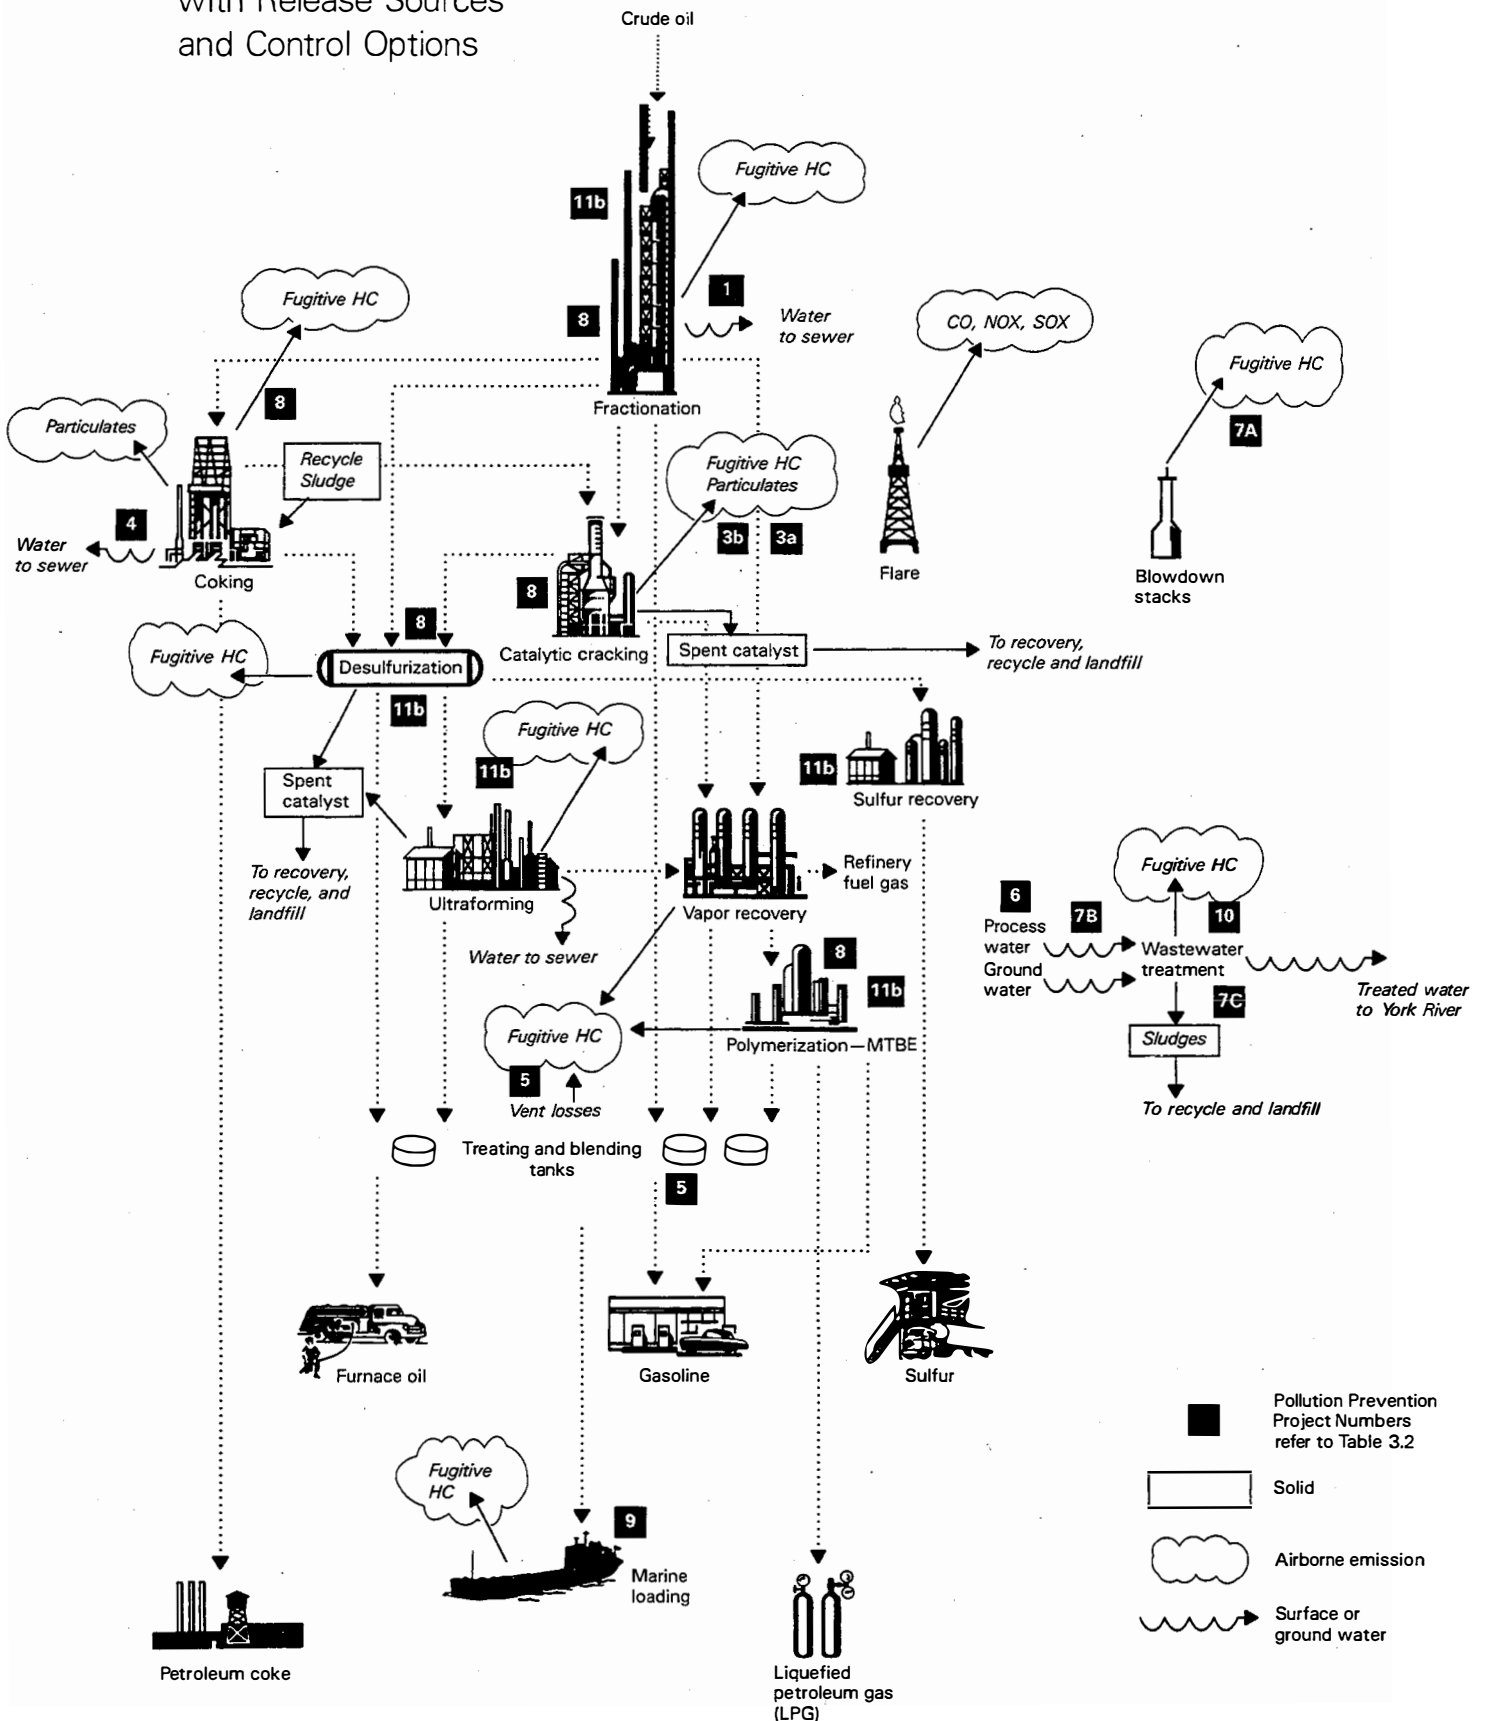 with Release Sources
and Control Options
Crude oil
Fugitive HC
11b
1
8
Water
to sewer
Fugitive HC
CO, NOX, SOX
Fugitive HC
7A
8
Fractionation
Particulates
Recycle
Sludge
Fugitive HC
Particulates
4
3b
3a
Water
to sewer
Coking
Flare
Blowdown
stacks
8
8
Fugitive HC
Desulfurization
Catalytic cracking
Spent catalyst
To recovery,
recycle and landfill
11b
Fugitive HC
11b
Spent
catalyst
11b
Sulfur recovery
To recovery,
recycle, and
landfill
Ultraforming
Refinery
fuel gas
Vapor recovery
Fugitive HC
6
7B
10
Process
water
Ground
water
Wastewater
treatment
Water to sewer
8
11b
7C
Treated water
to York River
Fugitive HC
Polymerization—MTBE
Sludges
5
Vent losses
To recycle and landfill
Treating and blending
tanks
5
Furnace oil
Gasoline
Sulfur
Pollution Prevention
Project Numbers
refer to Table 3.2
Fugitive
HC
Solid
9
Airborne emission
Marine
loading
Surface or
ground water
Petroleum coke
Liquefied
petroleum gas
(LPG)